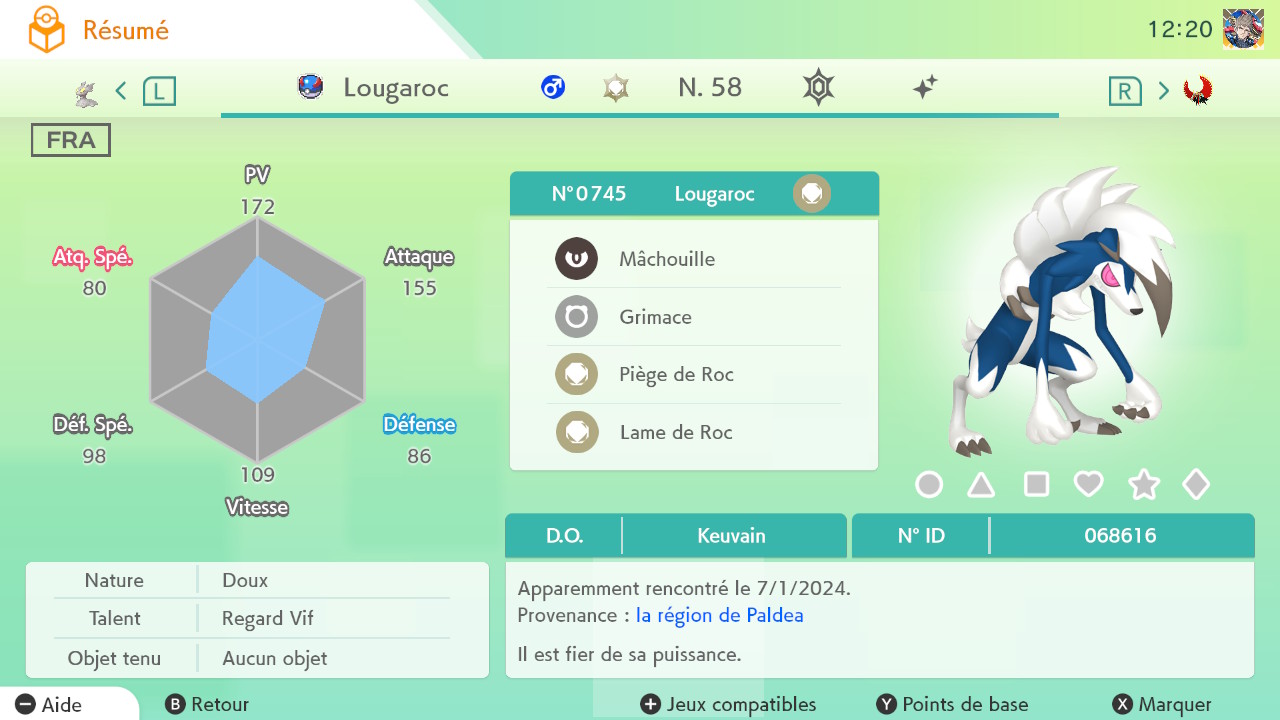 Résumé
12:20
L
Lougaroc
N. 58
R
FRA
PV
172
Atq. Spé.
80
Attaque
155
Déf. Spé.
98
Défense
86
109
Vitesse
N° 0745 Lougaroc
Mâchouille
Grimace
Piège de Roc
Lame de Roc
D.O. Keuvain
N° ID 068616
Nature Doux
Talent Regard Vif
Objet tenu Aucun objet
Apparemment rencontré le 7/1/2024.
Provenance : la région de Paldea
Il est fier de sa puissance.
Aide
B Retour
Jeux compatibles
Y Points de base
X Marquer